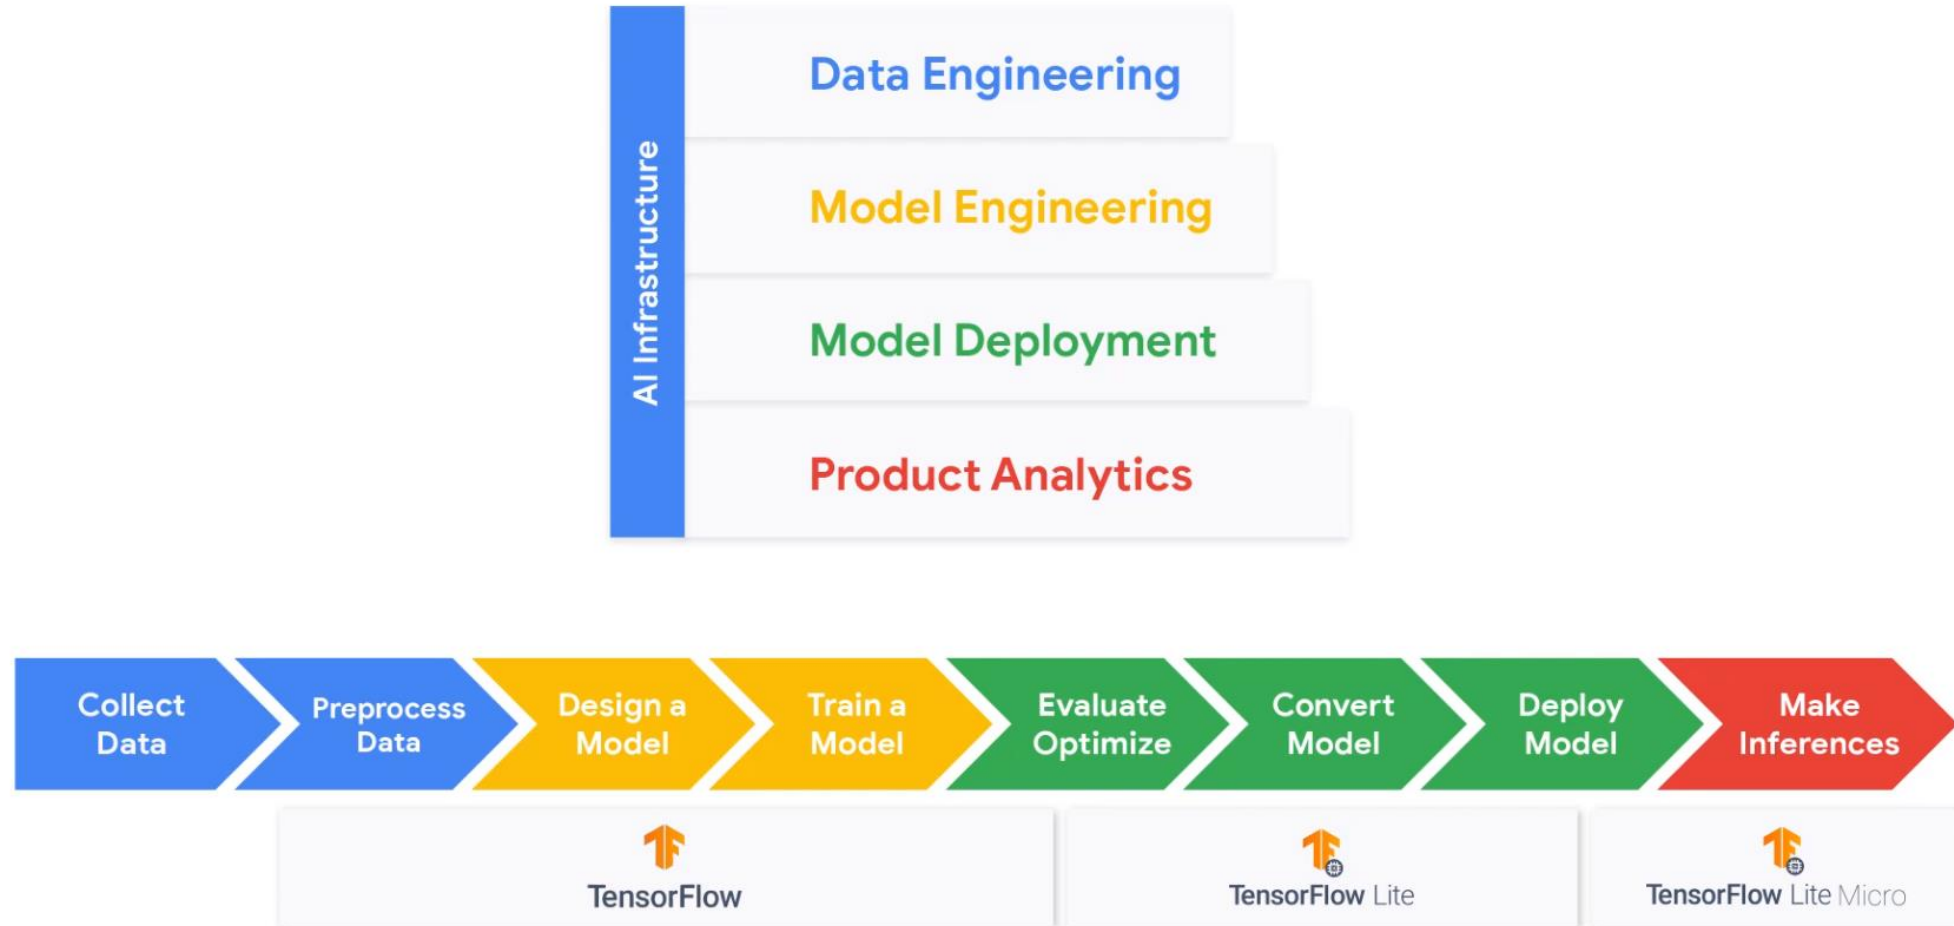 AI Infrastructure
Data Engineering
Model Engineering
Model Deployment
Product Analytics
Collect
Data
Preprocess
Data
Design a
Model
Train a
Model
Evaluate
Optimize
Convert
Model
Deploy
Model
Make
Inferences
TensorFlow
TensorFlow Lite
TensorFlow Lite Micro